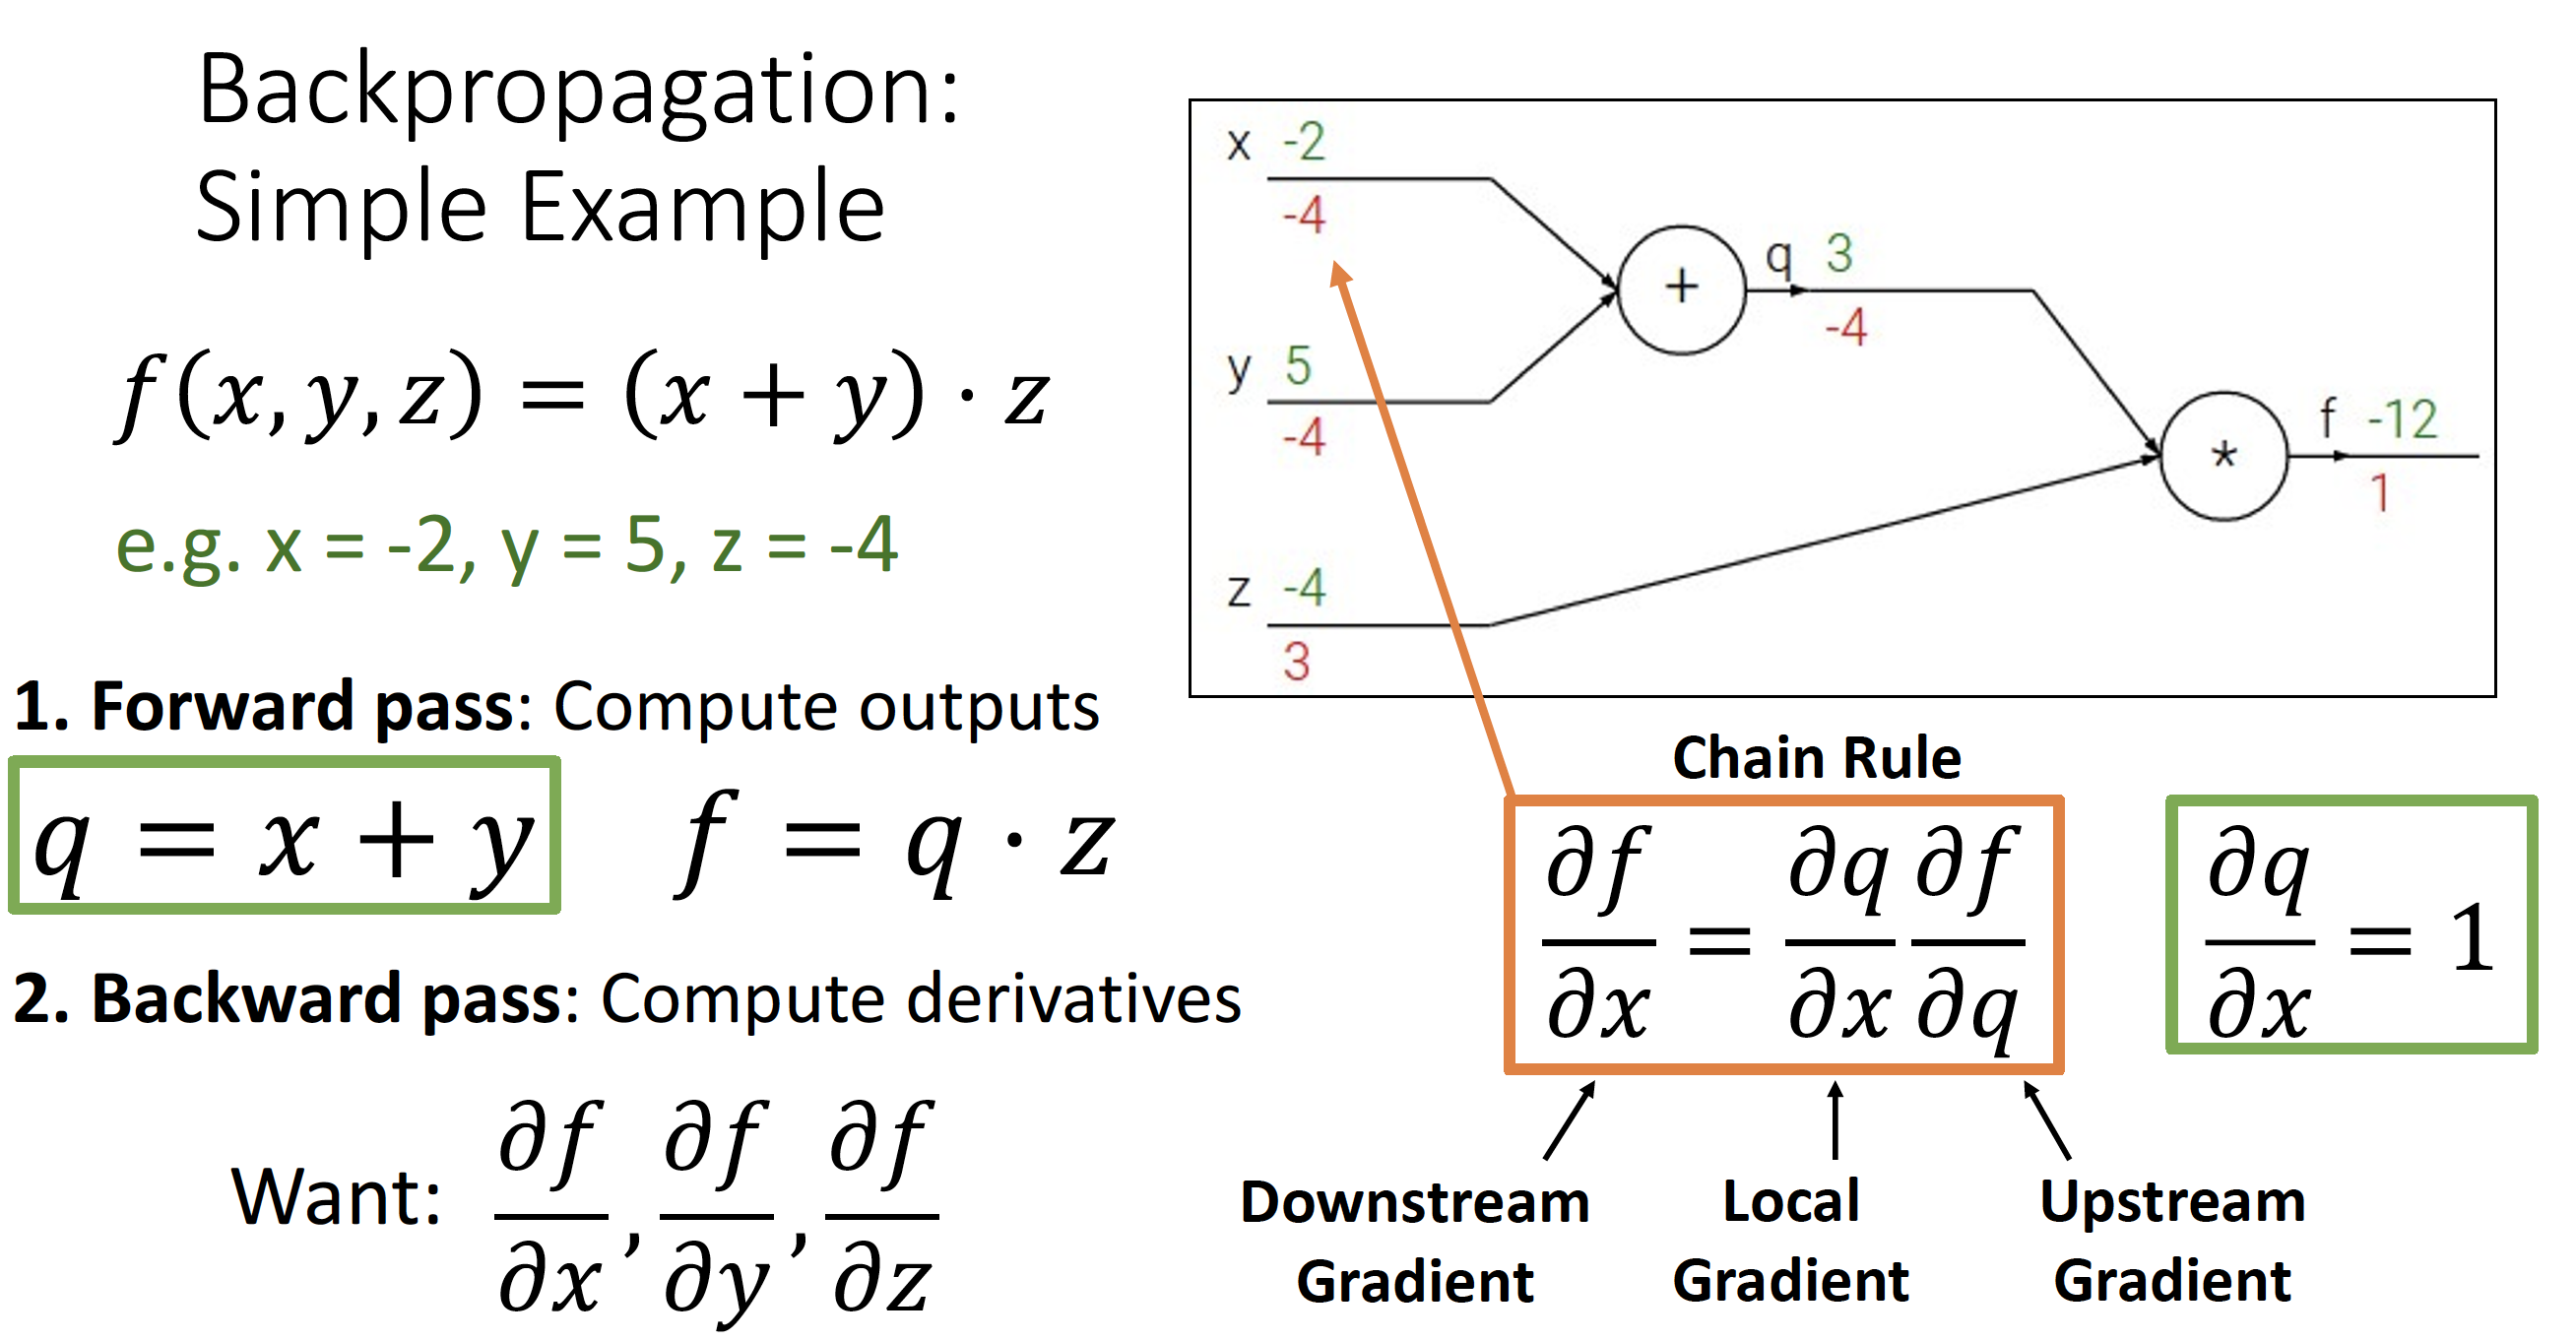 Backpropagation:
Simple Example
f(x, y, z) = (x + y) · z
e.g. x = -2, y = 5, z = -4
1. Forward pass: Compute outputs
q = x + y
f = q · z
2. Backward pass: Compute derivatives
Want: ∂f/∂x, ∂f/∂y, ∂f/∂z
x -2
-4
y 5
-4
z -4
3
+
q 3
-4
*
f -12
1
Chain Rule
∂f/∂x = ∂q/∂x ∂f/∂q
∂q/∂x = 1
Downstream
Gradient
Local
Gradient
Upstream
Gradient